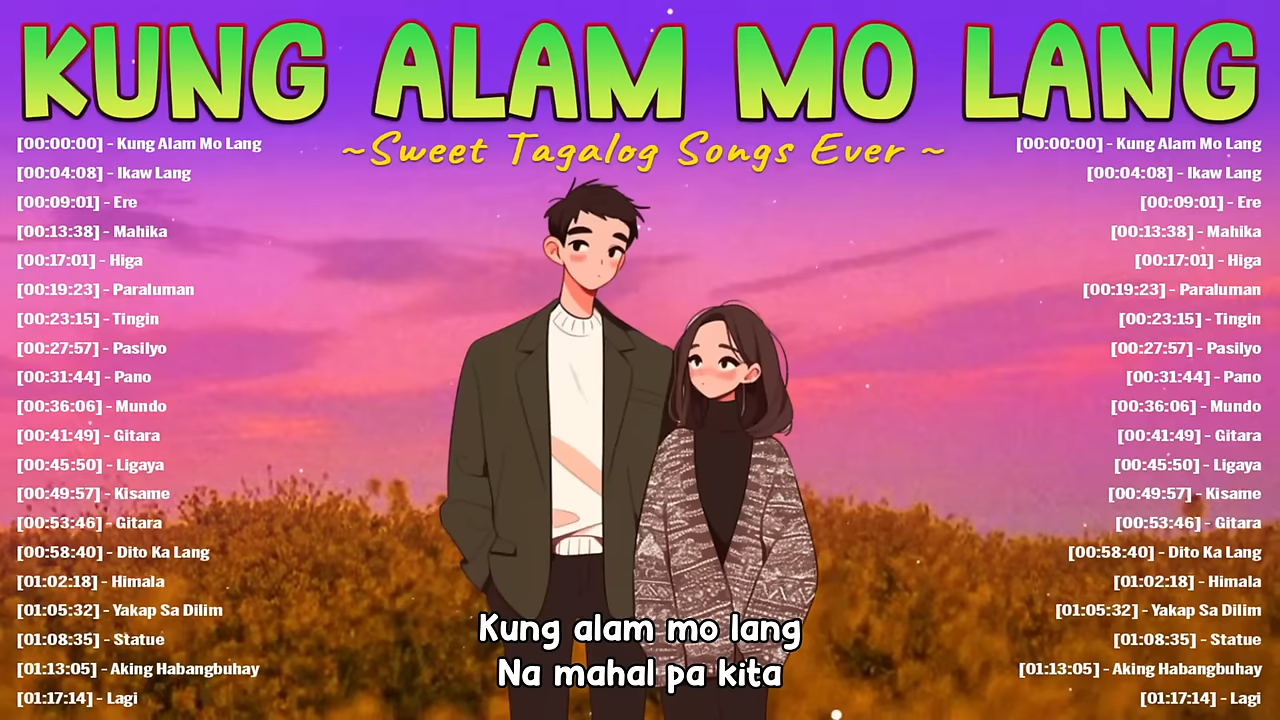 KUNG ALAM MO LANG
~Sweet Tagalog Songs Ever ~
[00:00:00] - Kung Alam Mo Lang
[00:04:08] - Ikaw Lang
[00:09:01] - Ere
[00:13:38] - Mahika
[00:17:01] - Higa
[00:19:23] - Paraluman
[00:23:15] - Tingin
[00:27:57] - Pasilyo
[00:31:44] - Pano
[00:36:06] - Mundo
[00:41:49] - Gitara
[00:45:50] - Ligaya
[00:49:57] - Kisame
[00:53:46] - Gitara
[00:58:40] - Dito Ka Lang
[01:02:18] - Himala
[01:05:32] - Yakap Sa Dilim
[01:08:35] - Statue
[01:13:05] - Aking Habangbuhay
[01:17:14] - Lagi
[00:00:00] - Kung Alam Mo Lang
[00:04:08] - Ikaw Lang
[00:09:01] - Ere
[00:13:38] - Mahika
[00:17:01] - Higa
[00:19:23] - Paraluman
[00:23:15] - Tingin
[00:27:57] - Pasilyo
[00:31:44] - Pano
[00:36:06] - Mundo
[00:41:49] - Gitara
[00:45:50] - Ligaya
[00:49:57] - Kisame
[00:53:46] - Gitara
[00:58:40] - Dito Ka Lang
[01:02:18] - Himala
[01:05:32] - Yakap Sa Dilim
[01:08:35] - Statue
[01:13:05] - Aking Habangbuhay
[01:17:14] - Lagi
Kung alam mo lang
Na mahal pa kita